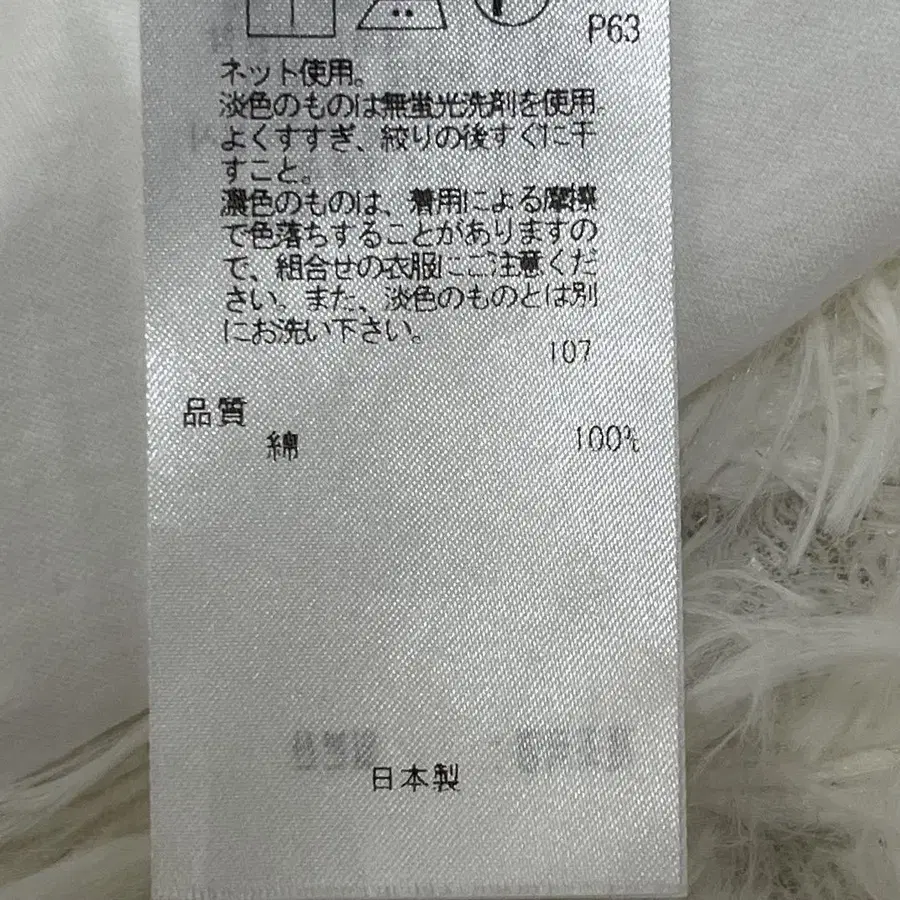 P63
ネット使用。
淡色のものは無蛍光洗剤を使用
よくすすぎ、絞りの後すぐに干
すこと。
濃色のものは、着用による摩擦
で色落ちすることがありますの
で、組合せの衣服にご注意くだ
さい。また、淡色のものとは別
にお洗い下さい。
107
品質
綿 100%
日本製